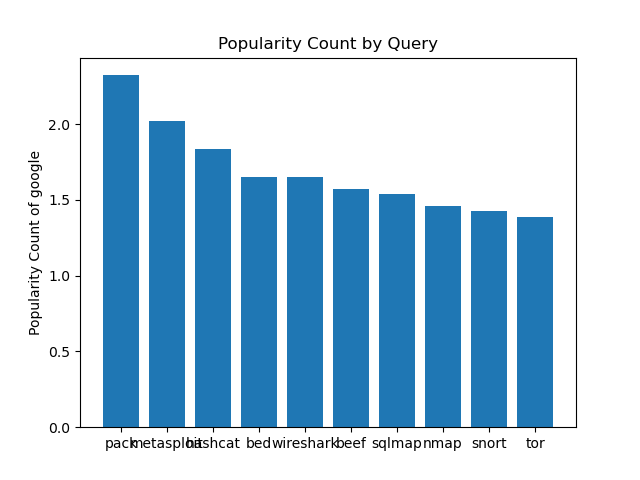 Popularity Count by Query
Popularity Count of google
2.0
1.5
1.0
0.5
0.0
pack metasploit hashcat bed wireshark beef sqlmap nmap snort tor